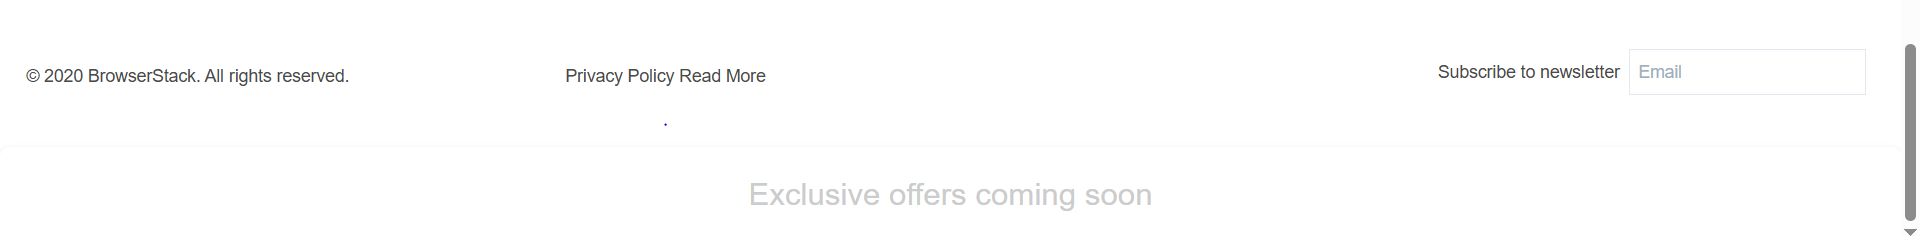 © 2020 BrowserStack. All rights reserved.
Privacy Policy Read More
Subscribe to newsletter Email
.
Exclusive offers coming soon